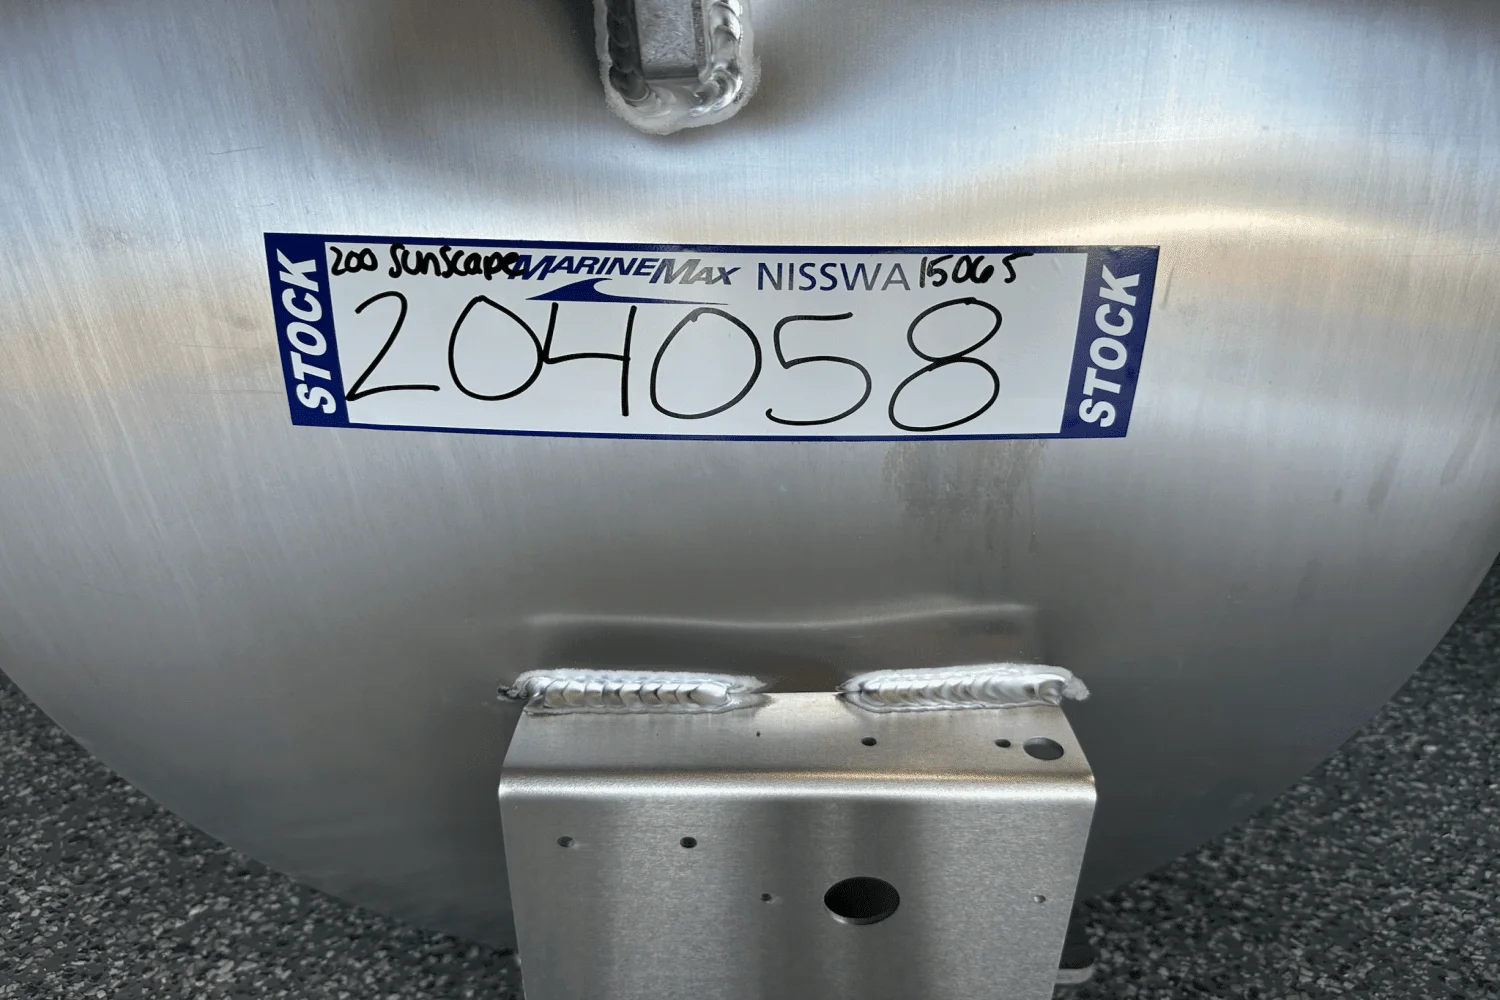 STOCK
200 SunScape MARINEMAX NISSWA 15065
204058
STOCK